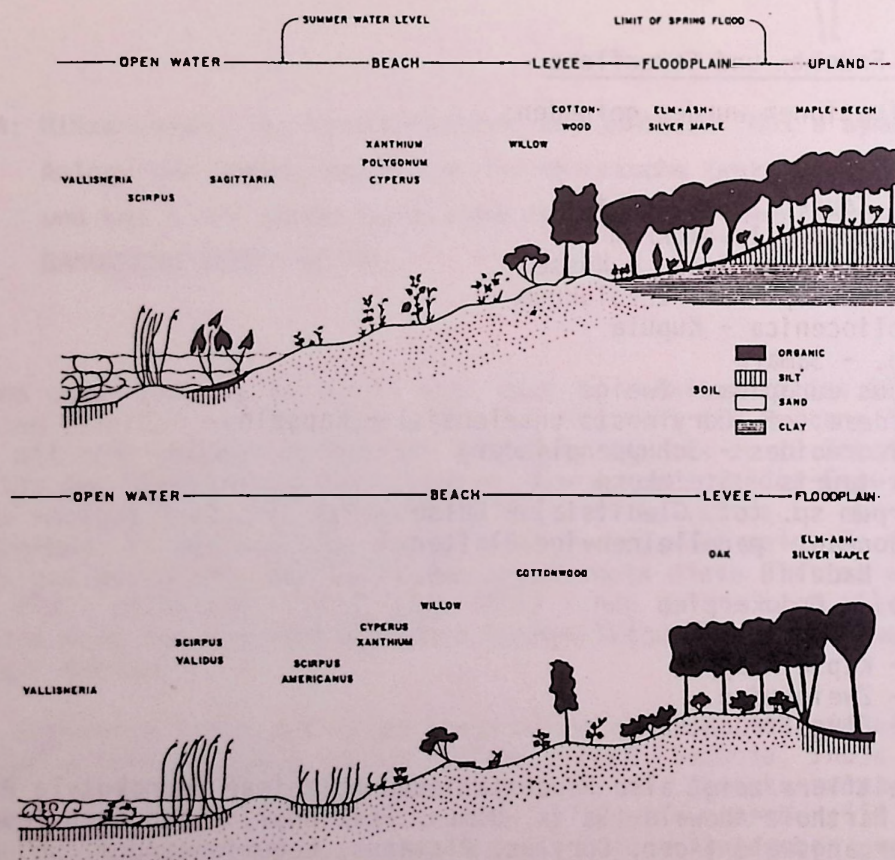 SUMMER WATER LEVEL
LIMIT OF SPRING FLOOD
OPEN WATER
BEACH
LEVEE
FLOODPLAIN
UPLAND
COTTON-
WOOD
ELM-ASH-
SILVER MAPLE
MAPLE-BEECH
WILLOW
XANTHIUM
POLYGONUM
CYPERUS
VALLISNERIA
SCIRPUS
SAGITTARIA
SOIL
ORGANIC
SILT
SAND
CLAY
OPEN WATER
BEACH
LEVEE
FLOODPLAIN
OAK
ELM-ASH-
SILVER MAPLE
COTTONWOOD
WILLOW
CYPERUS
XANTHIUM
SCIRPUS
VALIDUS
SCIRPUS
AMERICANUS
VALLISNERIA